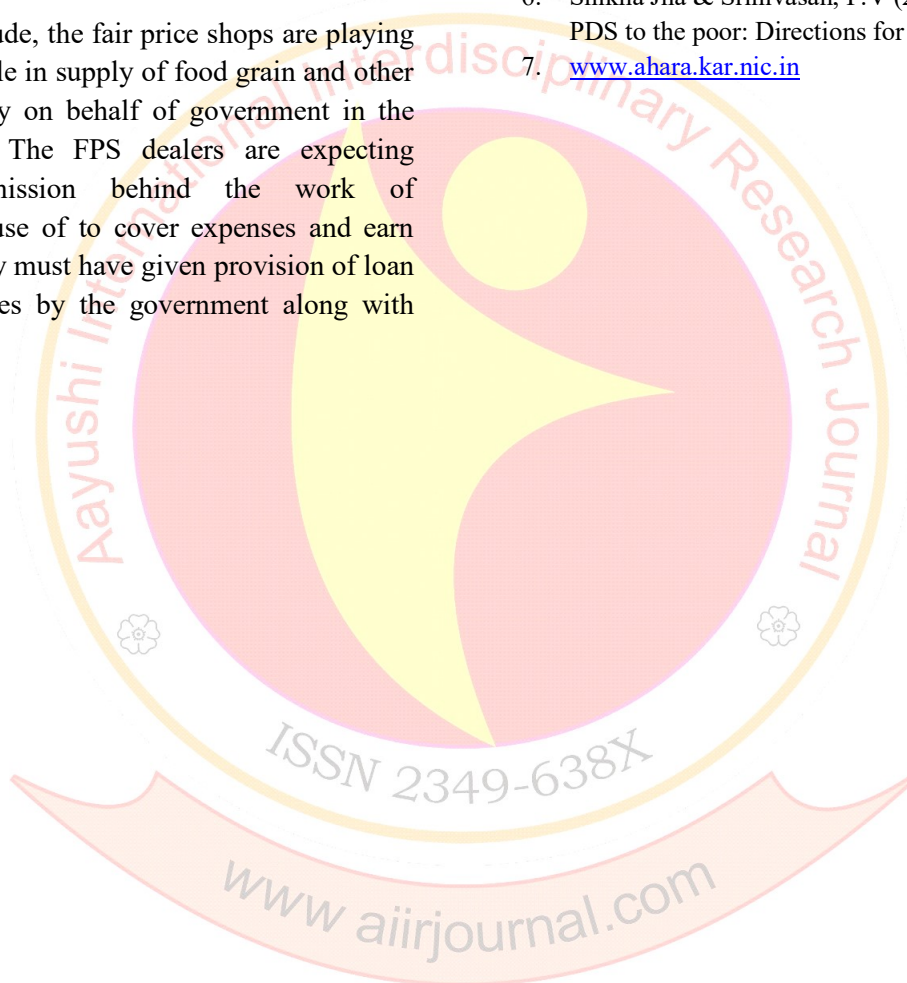 ude, the fair price shops are playing
le in supply of food grain and other
y on behalf of government in the
The FPS dealers are expecting
mission behind the work of
use of to cover expenses and earn
y must have given provision of loan
es by the government along with
PDS to the poor: Directions for
7. www.ahara.kar.nic.in
Aayushi International Interdisciplinary Research Journal
ISSN 2349-638X
www aiirjournal.com